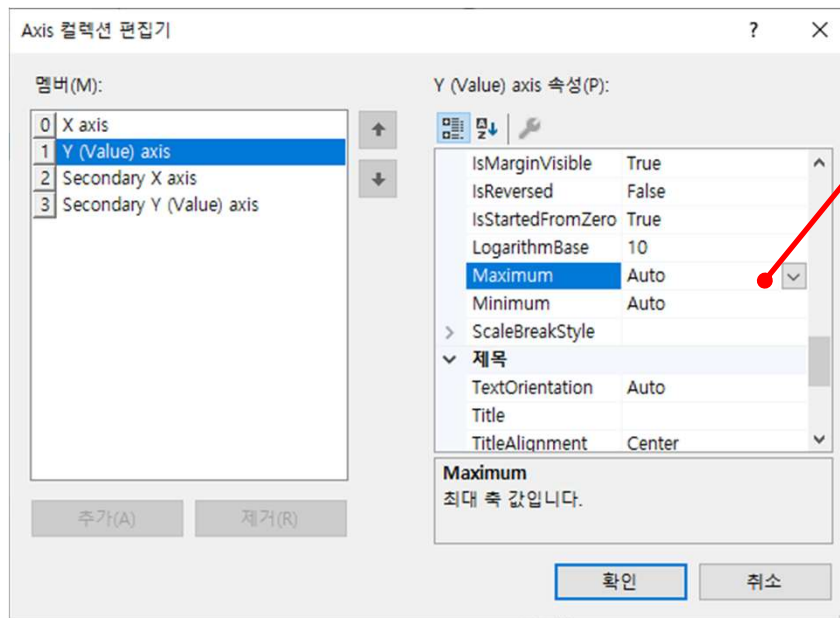 Axis 컬렉션 편집기
멤버(M):
0 X axis
1 Y (Value) axis
2 Secondary X axis
3 Secondary Y (Value) axis
추가(A) 제거(R)
Y (Value) axis 속성(P):
IsMarginVisible True
IsReversed False
IsStartedFromZero True
LogarithmBase 10
Maximum Auto
Minimum Auto
ScaleBreakStyle
제목
TextOrientation Auto
Title
TitleAlignment Center
Maximum
최대 축 값입니다.
확인 취소